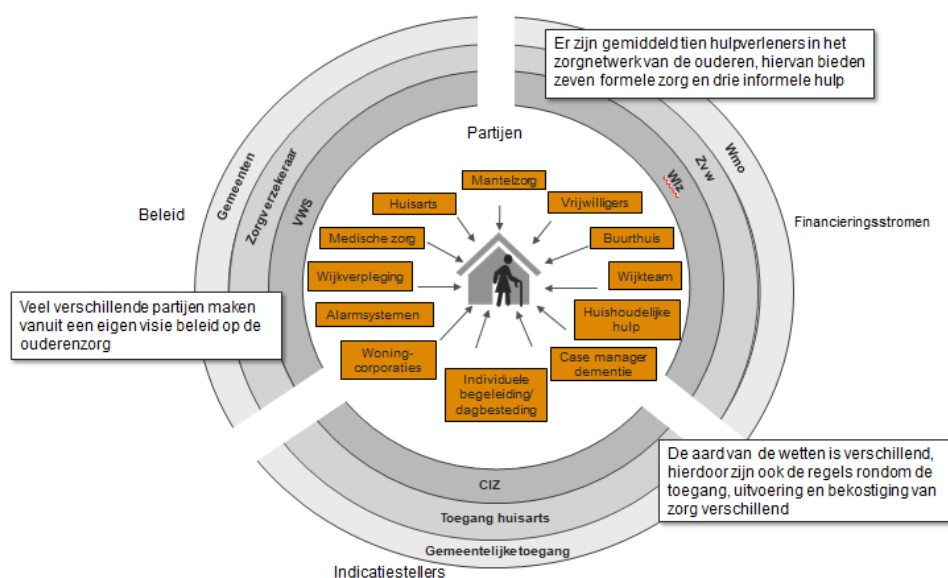 Er zijn gemiddeld tien hulpverleners in het
zorgnetwerk van de ouderen, hiervan bieden
zeven formele zorg en drie informele hulp
Partijen
Beleid
Gemeenten
Zorgverzekeraar
VWS
Wlz
Zvw
Wmo
Financieringsstromen
Mantelzorg
Huisarts
Vrijwilligers
Medische zorg
Buurthuis
Wijkverpleging
Wijkteam
Alarmsystemen
Huishoudelijke
hulp
Woning-
corporaties
Case manager
dementie
Individuele
begeleiding/
dagbesteding
Veel verschillende partijen maken
vanuit een eigen visie beleid op de
ouderenzorg
De aard van de wetten is verschillend,
hierdoor zijn ook de regels rondom de
toegang, uitvoering en bekostiging van
zorg verschillend
CIZ
Toegang huisarts
Gemeentelijke toegang
Indicatiestellers